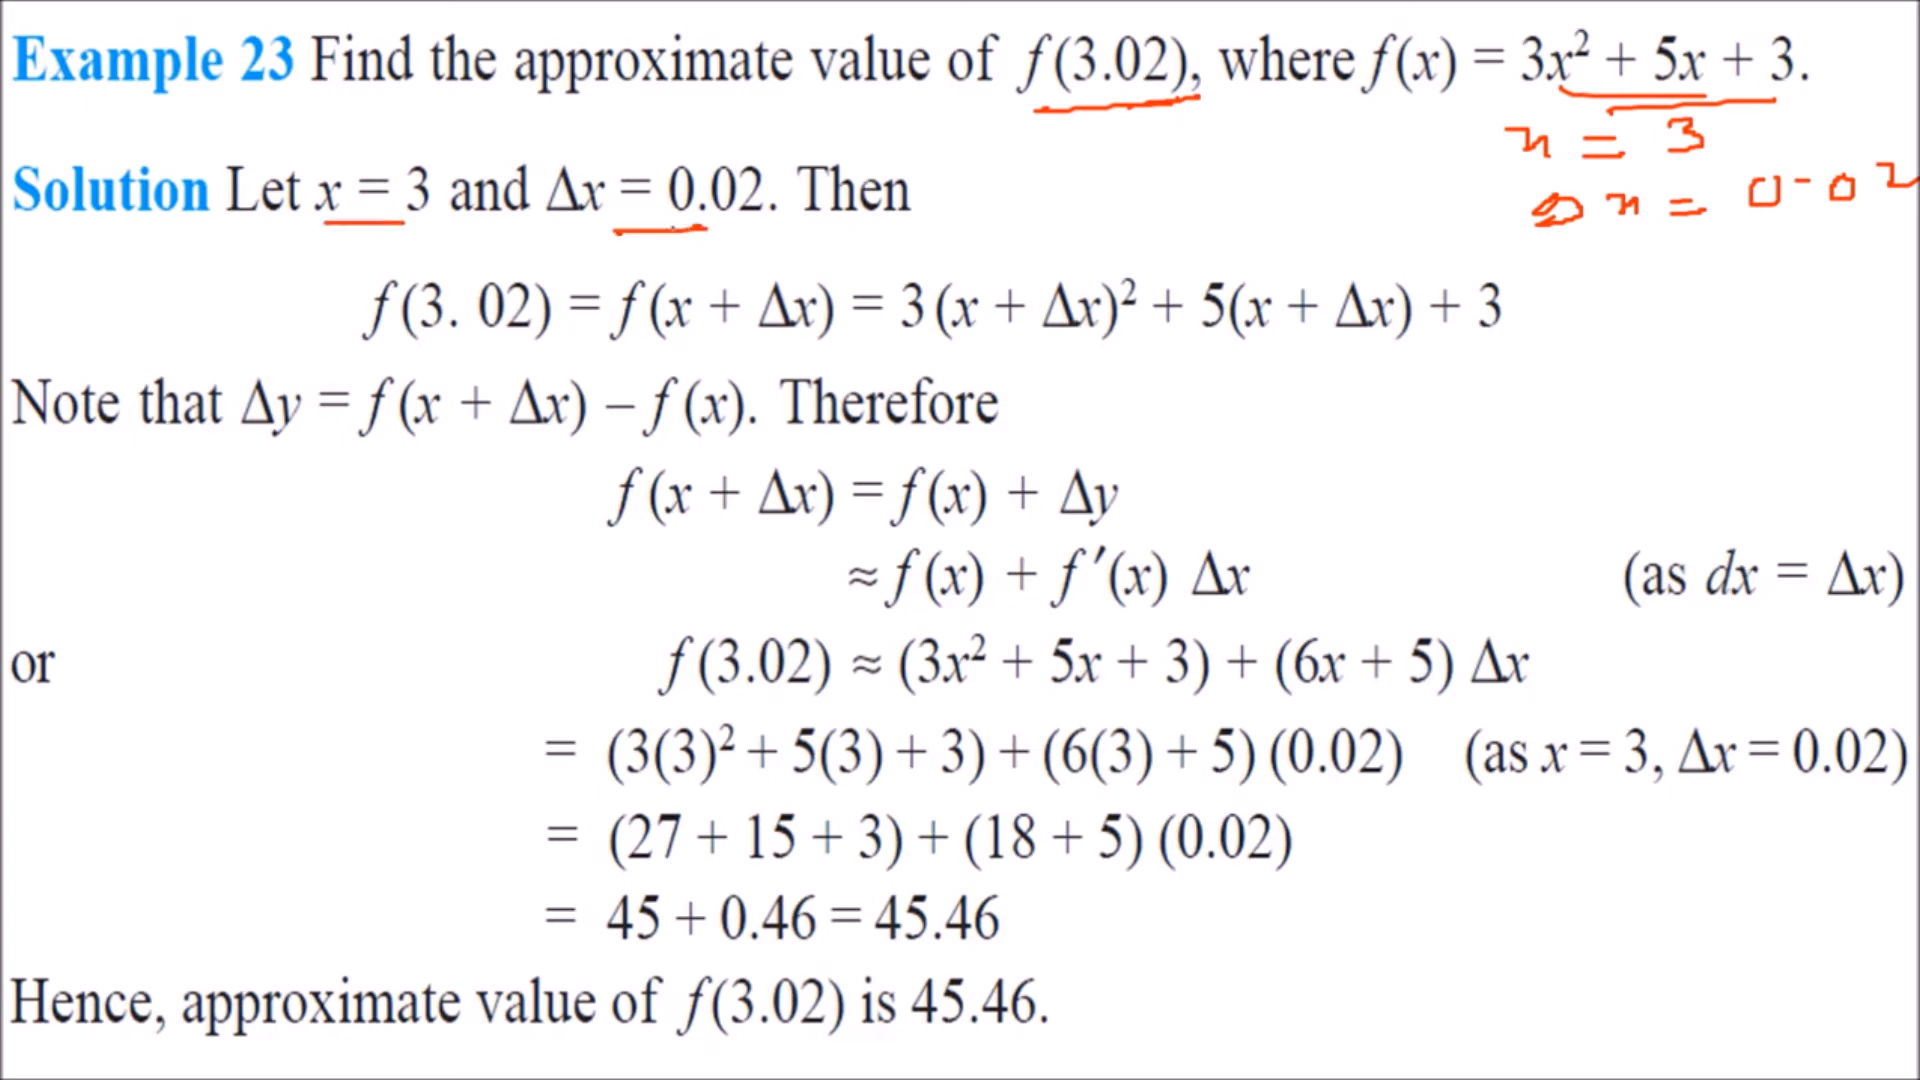 Example 23 Find the approximate value of f(3.02), where f(x) = 3x² + 5x + 3.
x = 3
Solution Let x = 3 and Δx = 0.02. Then
Δx = 0.02
f(3. 02) = f(x + Δx) = 3(x + Δx)² + 5(x + Δx) + 3
Note that Δy = f(x + Δx) – f(x). Therefore
f(x + Δx) = f(x) + Δy
≈ f(x) + f′(x) Δx (as dx = Δx)
or f(3.02) ≈ (3x² + 5x + 3) + (6x + 5) Δx
= (3(3)² + 5(3) + 3) + (6(3) + 5) (0.02) (as x = 3, Δx = 0.02)
= (27 + 15 + 3) + (18 + 5) (0.02)
= 45 + 0.46 = 45.46
Hence, approximate value of f(3.02) is 45.46.